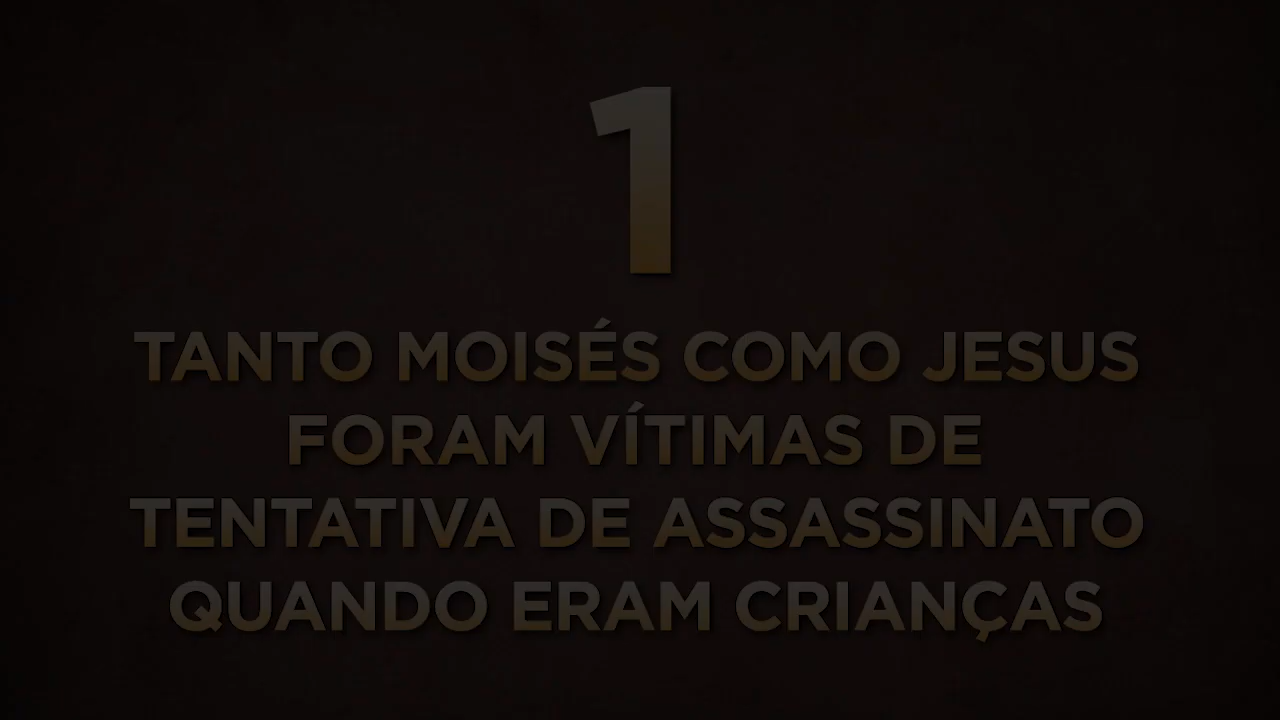 1
TANTO MOISÉS COMO JESUS
FORAM VÍTIMAS DE
TENTATIVA DE ASSASSINATO
QUANDO ERAM CRIANÇAS